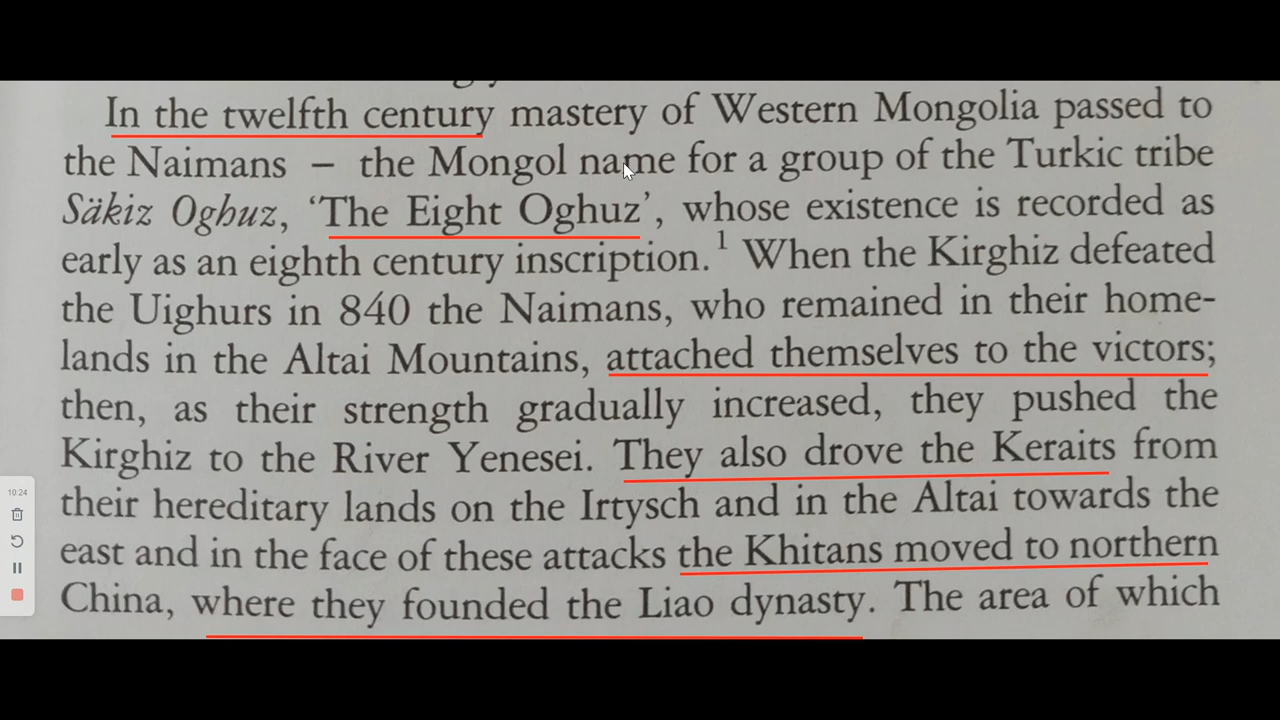 In the twelfth century mastery of Western Mongolia passed to
the Naimans – the Mongol name for a group of the Turkic tribe
Säkiz Oghuz, ‘The Eight Oghuz’, whose existence is recorded as
early as an eighth century inscription.1 When the Kirghiz defeated
the Uighurs in 840 the Naimans, who remained in their home-
lands in the Altai Mountains, attached themselves to the victors;
then, as their strength gradually increased, they pushed the
Kirghiz to the River Yenesei. They also drove the Keraits from
their hereditary lands on the Irtysch and in the Altai towards the
east and in the face of these attacks the Khitans moved to northern
China, where they founded the Liao dynasty. The area of which
10:24